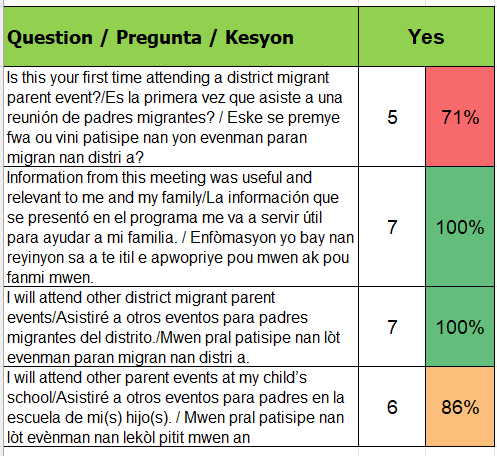 Question / Pregunta / Kesyon Yes
Is this your first time attending a district migrant
parent event?/Es la primera vez que asiste a una
reunión de padres migrantes? / Eske se premye
fwa ou vini patisipe nan yon evenman paran
migran nan distri a?
5 71%
Information from this meeting was useful and
relevant to me and my family/La información que
se presentó en el programa me va a servir útil
para ayudar a mi familia. / Enfòmasyon yo bay nan
reyinyon sa a te itil e apwopriye pou mwen ak pou
fanmi mwen.
7 100%
I will attend other district migrant parent
events/Asistiré a otros eventos para padres
migrantes del distrito./Mwen pral patisipe nan lòt
evenman paran migran nan distri a.
7 100%
I will attend other parent events at my child’s
school/Asistiré a otros eventos para padres en la
escuela de mi(s) hijo(s). / Mwen pral patisipe nan
lòt evènman nan lekòl pitit mwen an
6 86%